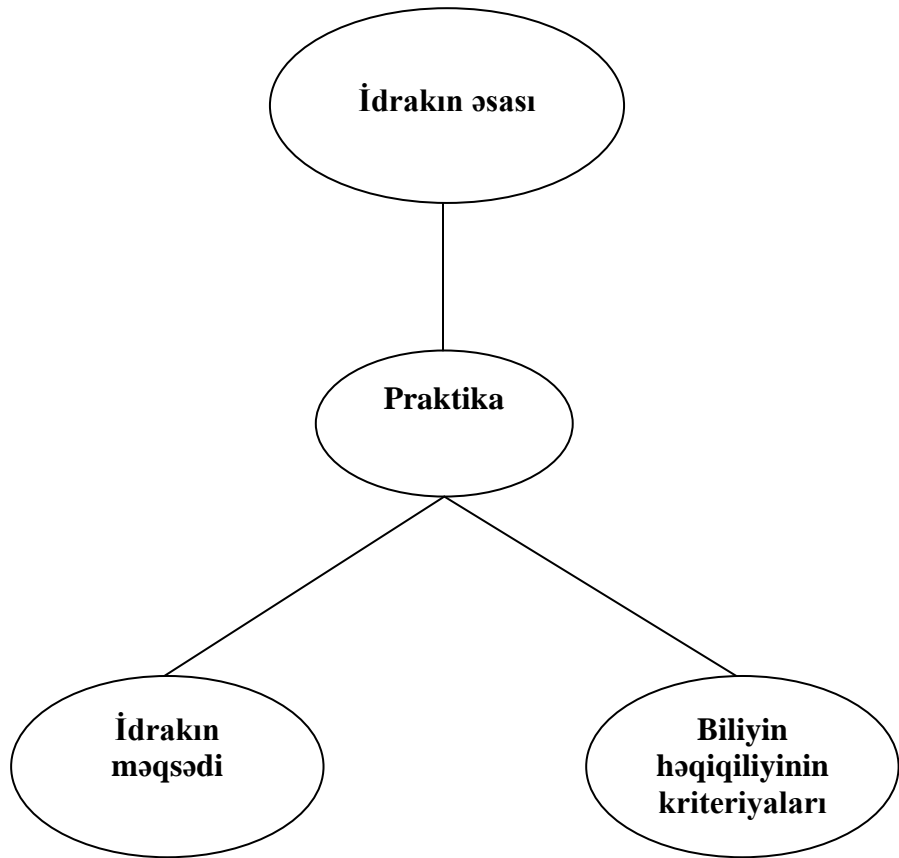 İdrakın əsası
Praktika
İdrakın
məqsədi
Biliyin
həqiqiliyinin
kriteriyaları